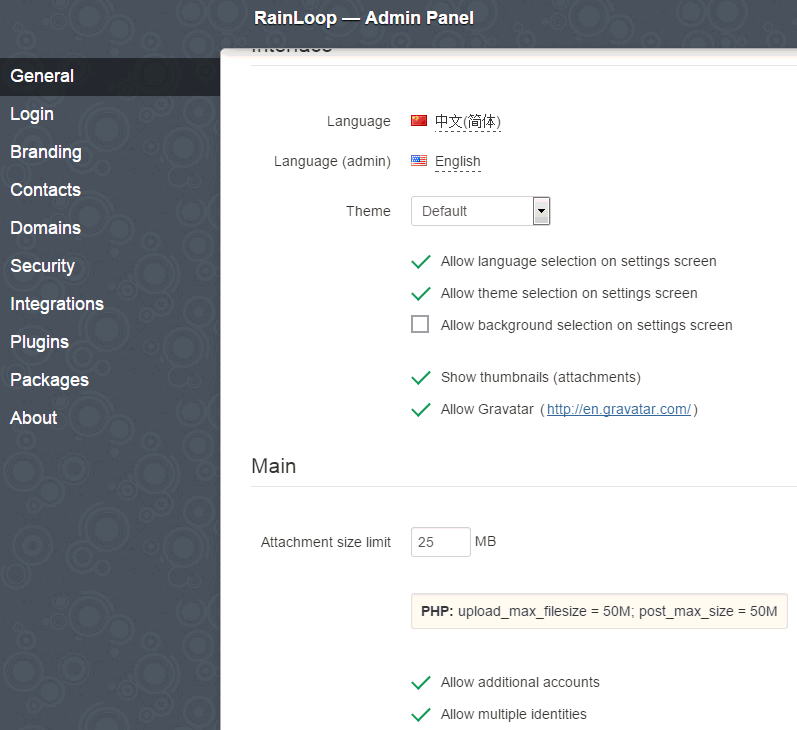 RainLoop — Admin Panel
Interface
General
Login
Branding
Contacts
Domains
Security
Integrations
Plugins
Packages
About
Language 中文(简体)
Language (admin) English
Theme Default
Allow language selection on settings screen
Allow theme selection on settings screen
Allow background selection on settings screen
Show thumbnails (attachments)
Allow Gravatar (http://en.gravatar.com/)
Main
Attachment size limit 25 MB
PHP: upload_max_filesize = 50M; post_max_size = 50M
Allow additional accounts
Allow multiple identities